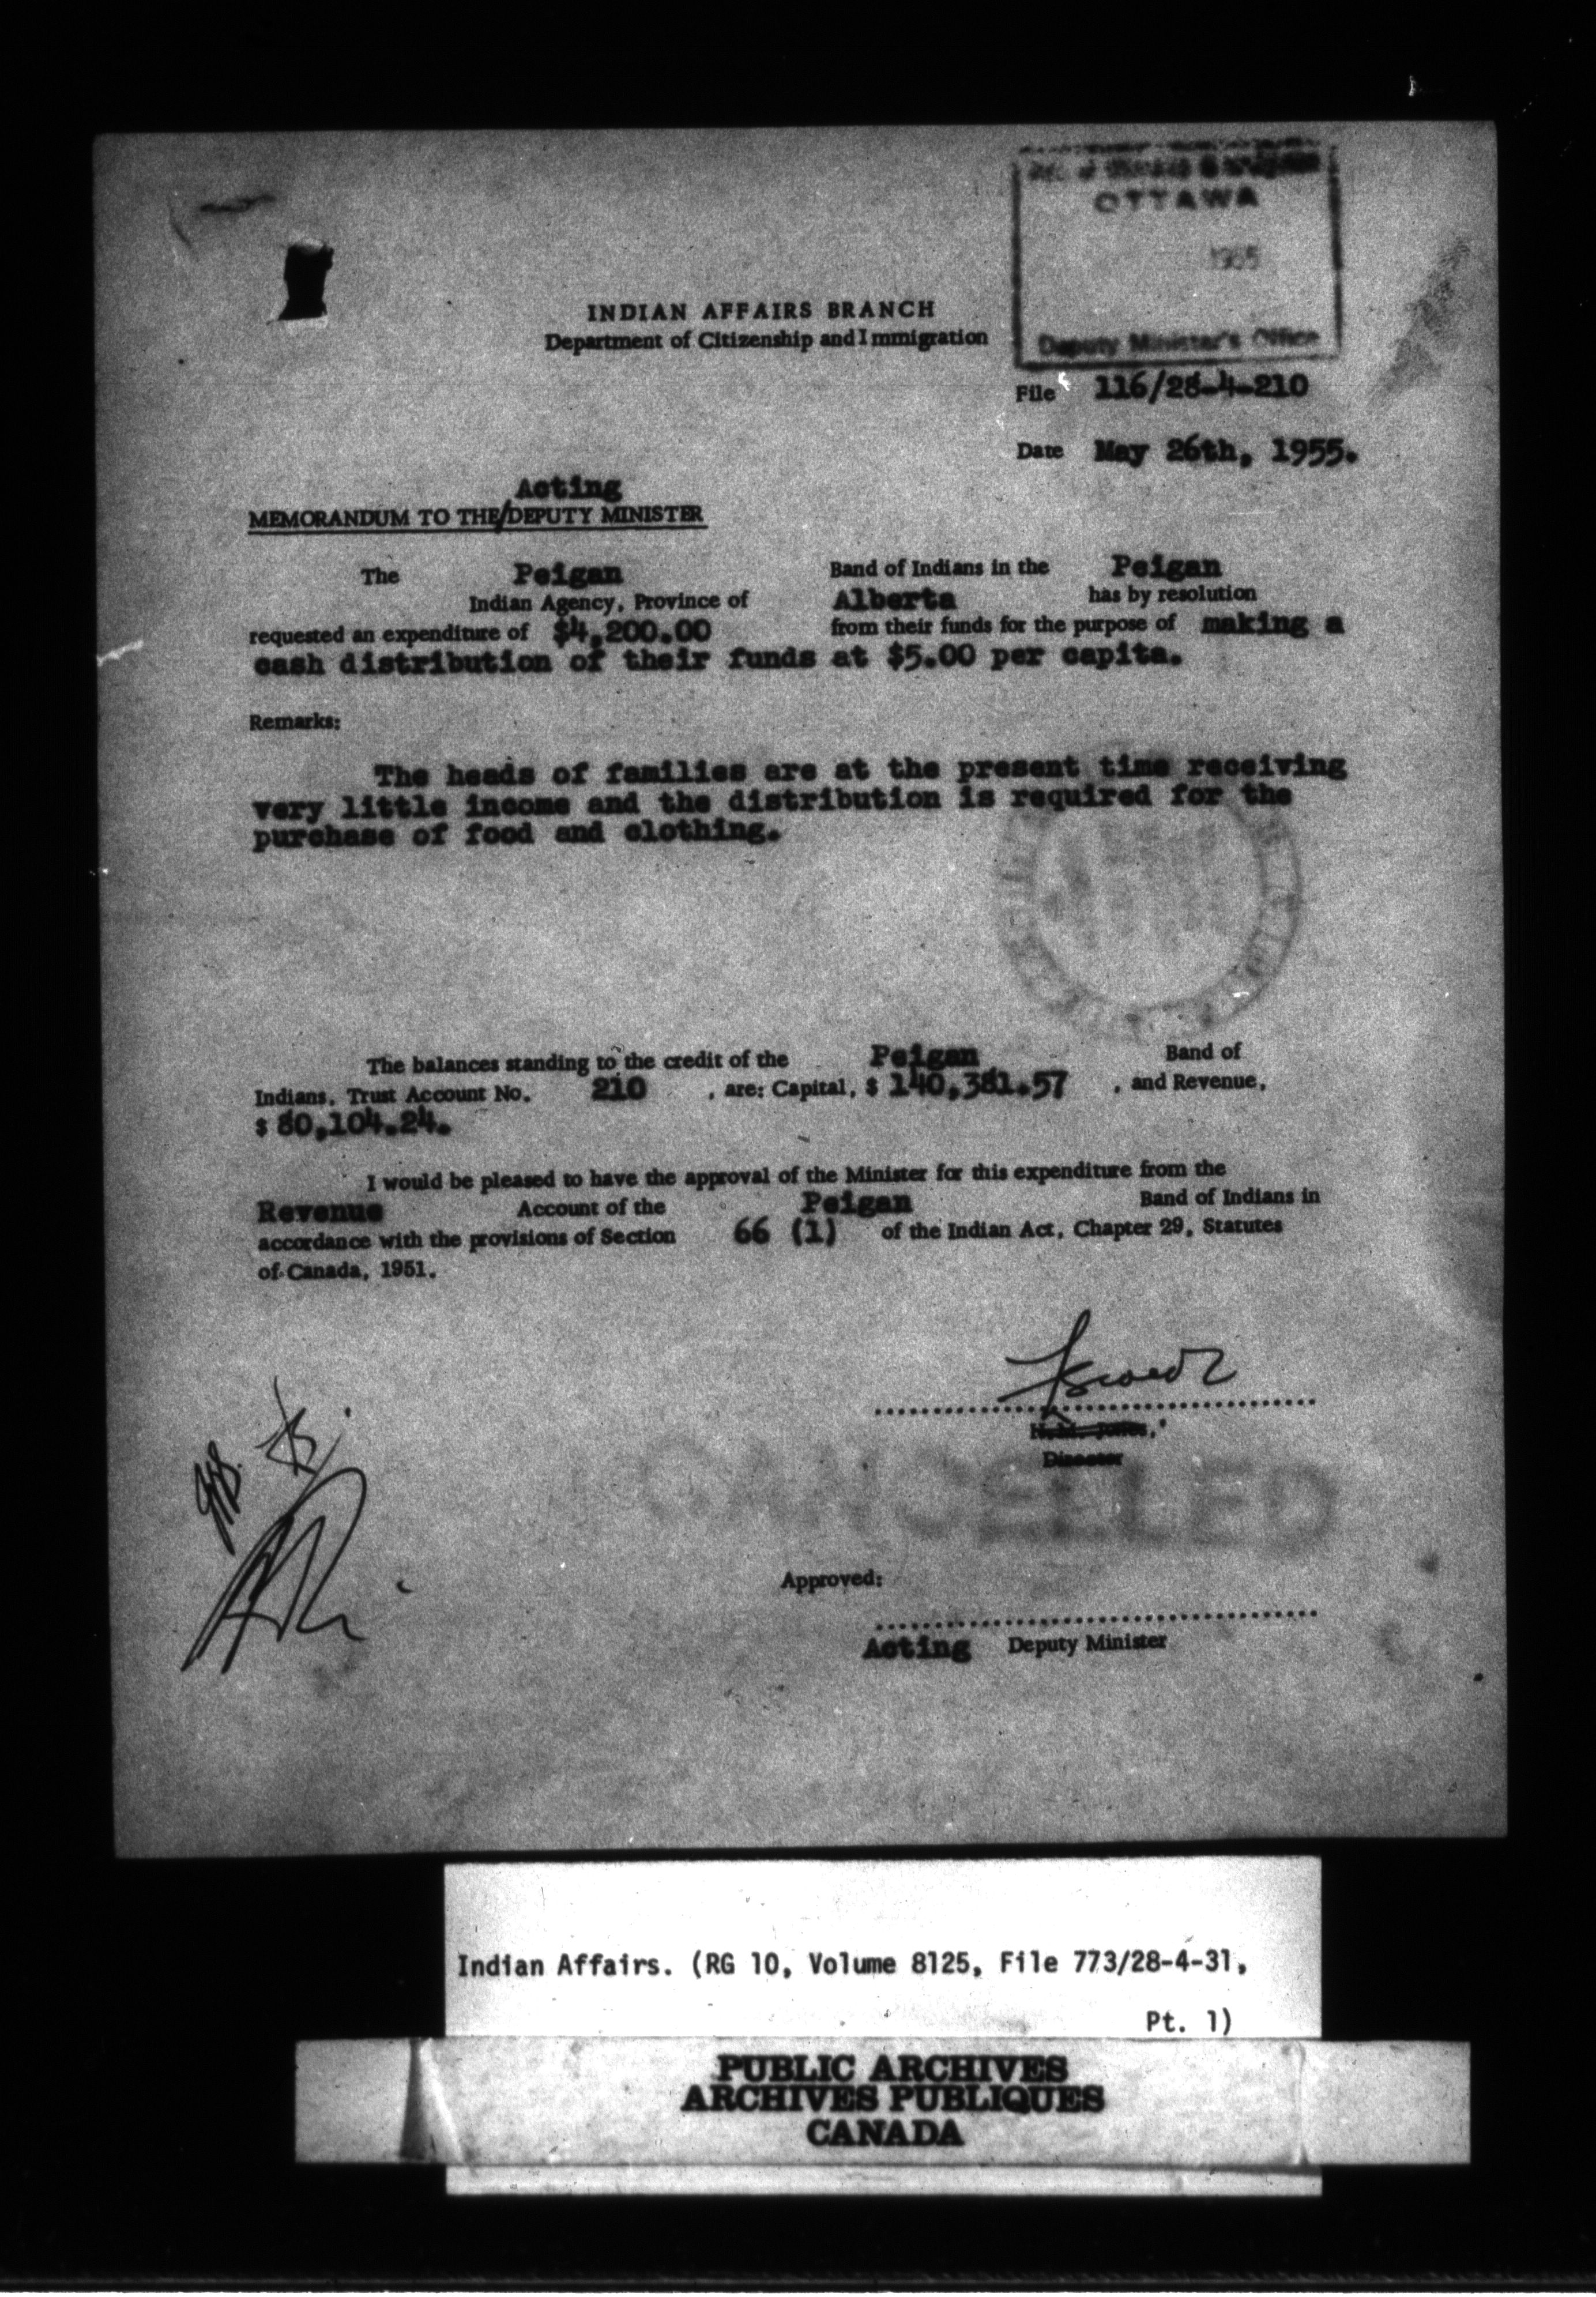 OTTAWA
1955
Deputy Minister's Office
INDIAN AFFAIRS BRANCH
Department of Citizenship and Immigration
File 116/28-4-210
Date May 26th, 1955.
Acting
MEMORANDUM TO THE/DEPUTY MINISTER
The Peigan Band of Indians in the Peigan
Indian Agency, Province of Alberta has by resolution
requested an expenditure of $4,200.00 from their funds for the purpose of making a
cash distribution of their funds at $5.00 per capita.
Remarks:
The heads of families are at the present time receiving
very little income and the distribution is required for the
purchase of food and clothing.
The balances standing to the credit of the Peigan Band of
Indians, Trust Account No. 210 , are: Capital, $ 140,381.57 , and Revenue,
$ 80,104.24.
I would be pleased to have the approval of the Minister for this expenditure from the
Revenue Account of the Peigan Band of Indians in
accordance with the provisions of Section 66 (1) of the Indian Act, Chapter 29, Statutes
of Canada, 1951.
H.M. Jones,
Director
CANCELLED
Approved:
Acting Deputy Minister
Indian Affairs. (RG 10, Volume 8125, File 773/28-4-31,
Pt. 1)
PUBLIC ARCHIVES
ARCHIVES PUBLIQUES
CANADA